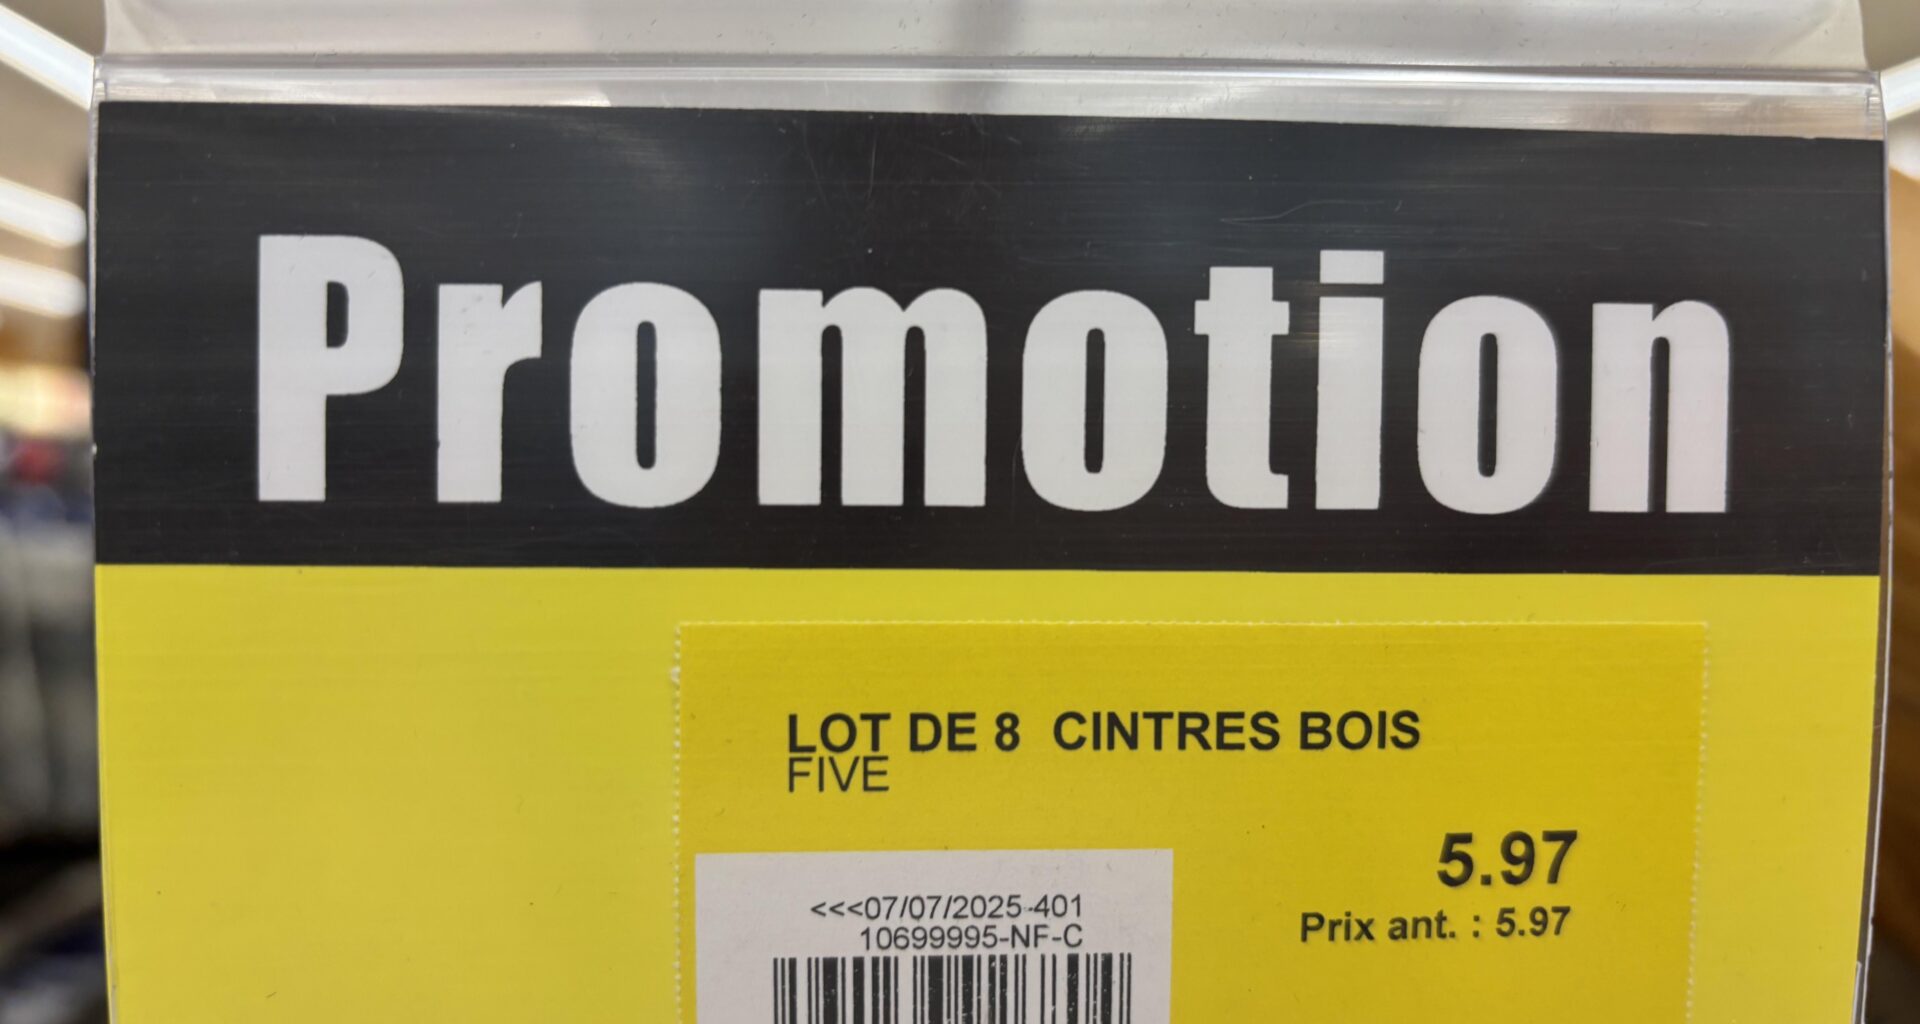 Promotion
LOT DE 8 CINTRES BOIS
FIVE
5.97
Prix ant. : 5.97
<<<07/07/2025-401
10699995-NF-C